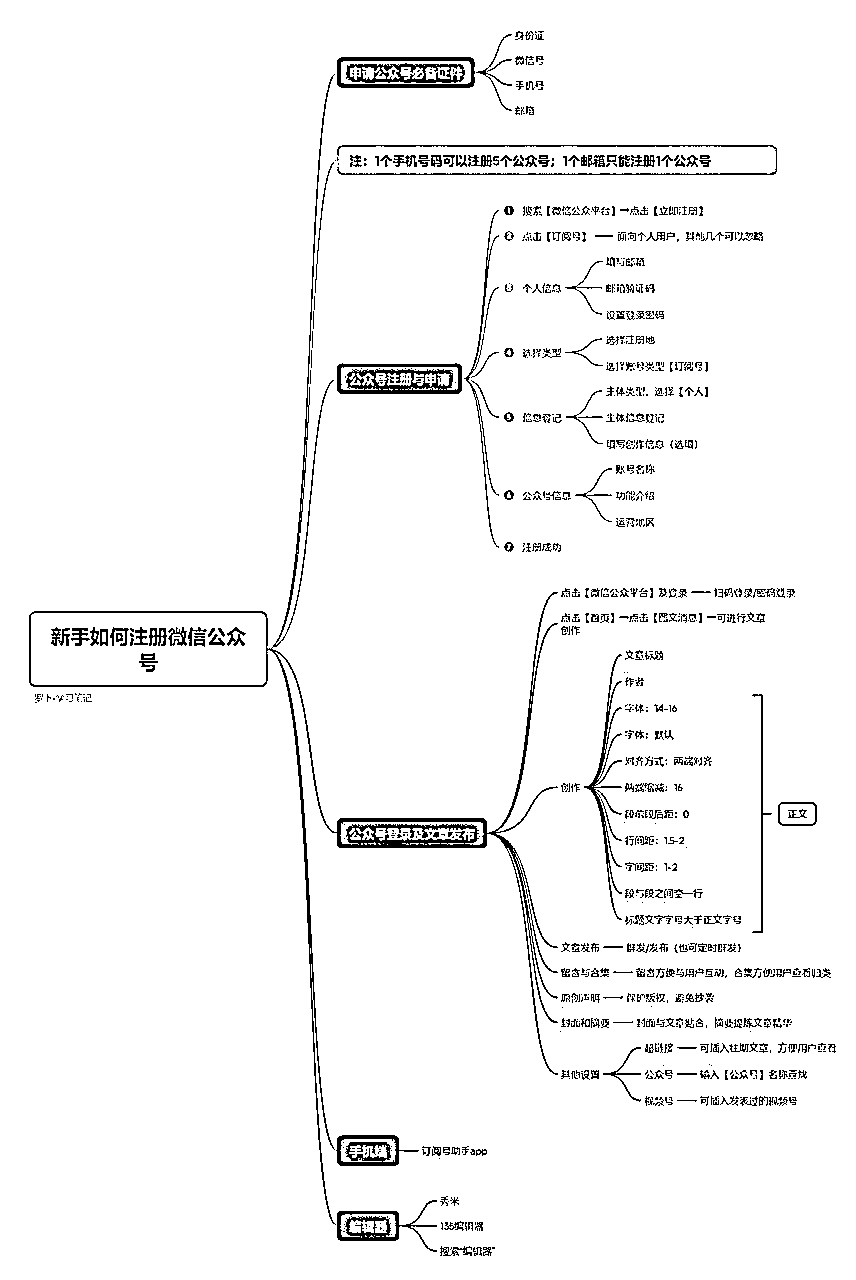 申请公众号必备证件
身份证
微信号
手机号
邮箱
注：1个手机号码可以注册5个公众号；1个邮箱只能注册1个公众号
公众号注册与申请
❶ 搜索【微信公众平台】→点击【立即注册】
❷ 点击【订阅号】
面向个人用户，其他几个可以忽略
❸ 个人信息
填写邮箱
邮箱验证码
设置登录密码
❹ 选择类型
选择注册地
选择账号类型【订阅号】
❺ 信息登记
主体类型，选择【个人】
主体信息登记
填写创作信息（选填）
❻ 公众号信息
账号名称
功能介绍
运营地区
❼ 注册成功
新手如何注册微信公众
号
萝卜-学习笔记
公众号登录及文章发布
点击【微信公众平台】及登录
扫码登录/密码登录
点击【首页】→点击【图文消息】→可进行文章
创作
创作
文章标题
作者
字体：14-16
字体：默认
对齐方式：两端对齐
两端缩减：16
段前段后距：0
行间距：1.5-2
字间距：1-2
段与段之间空一行
标题文字字号大于正文字号
正文
文章发布
群发/发布（也可定时群发）
留言与合集
留言方便与用户互动，合集方便用户查看归类
原创声明
保护版权，避免抄袭
封面和摘要
封面与文章贴合，摘要提炼文章精华
其他设置
超链接
可插入往期文章，方便用户查看
公众号
输入【公众号】名称查找
视频号
可插入发表过的视频号
手机端
订阅号助手app
编辑器
秀米
135编辑器
搜索“编辑器”